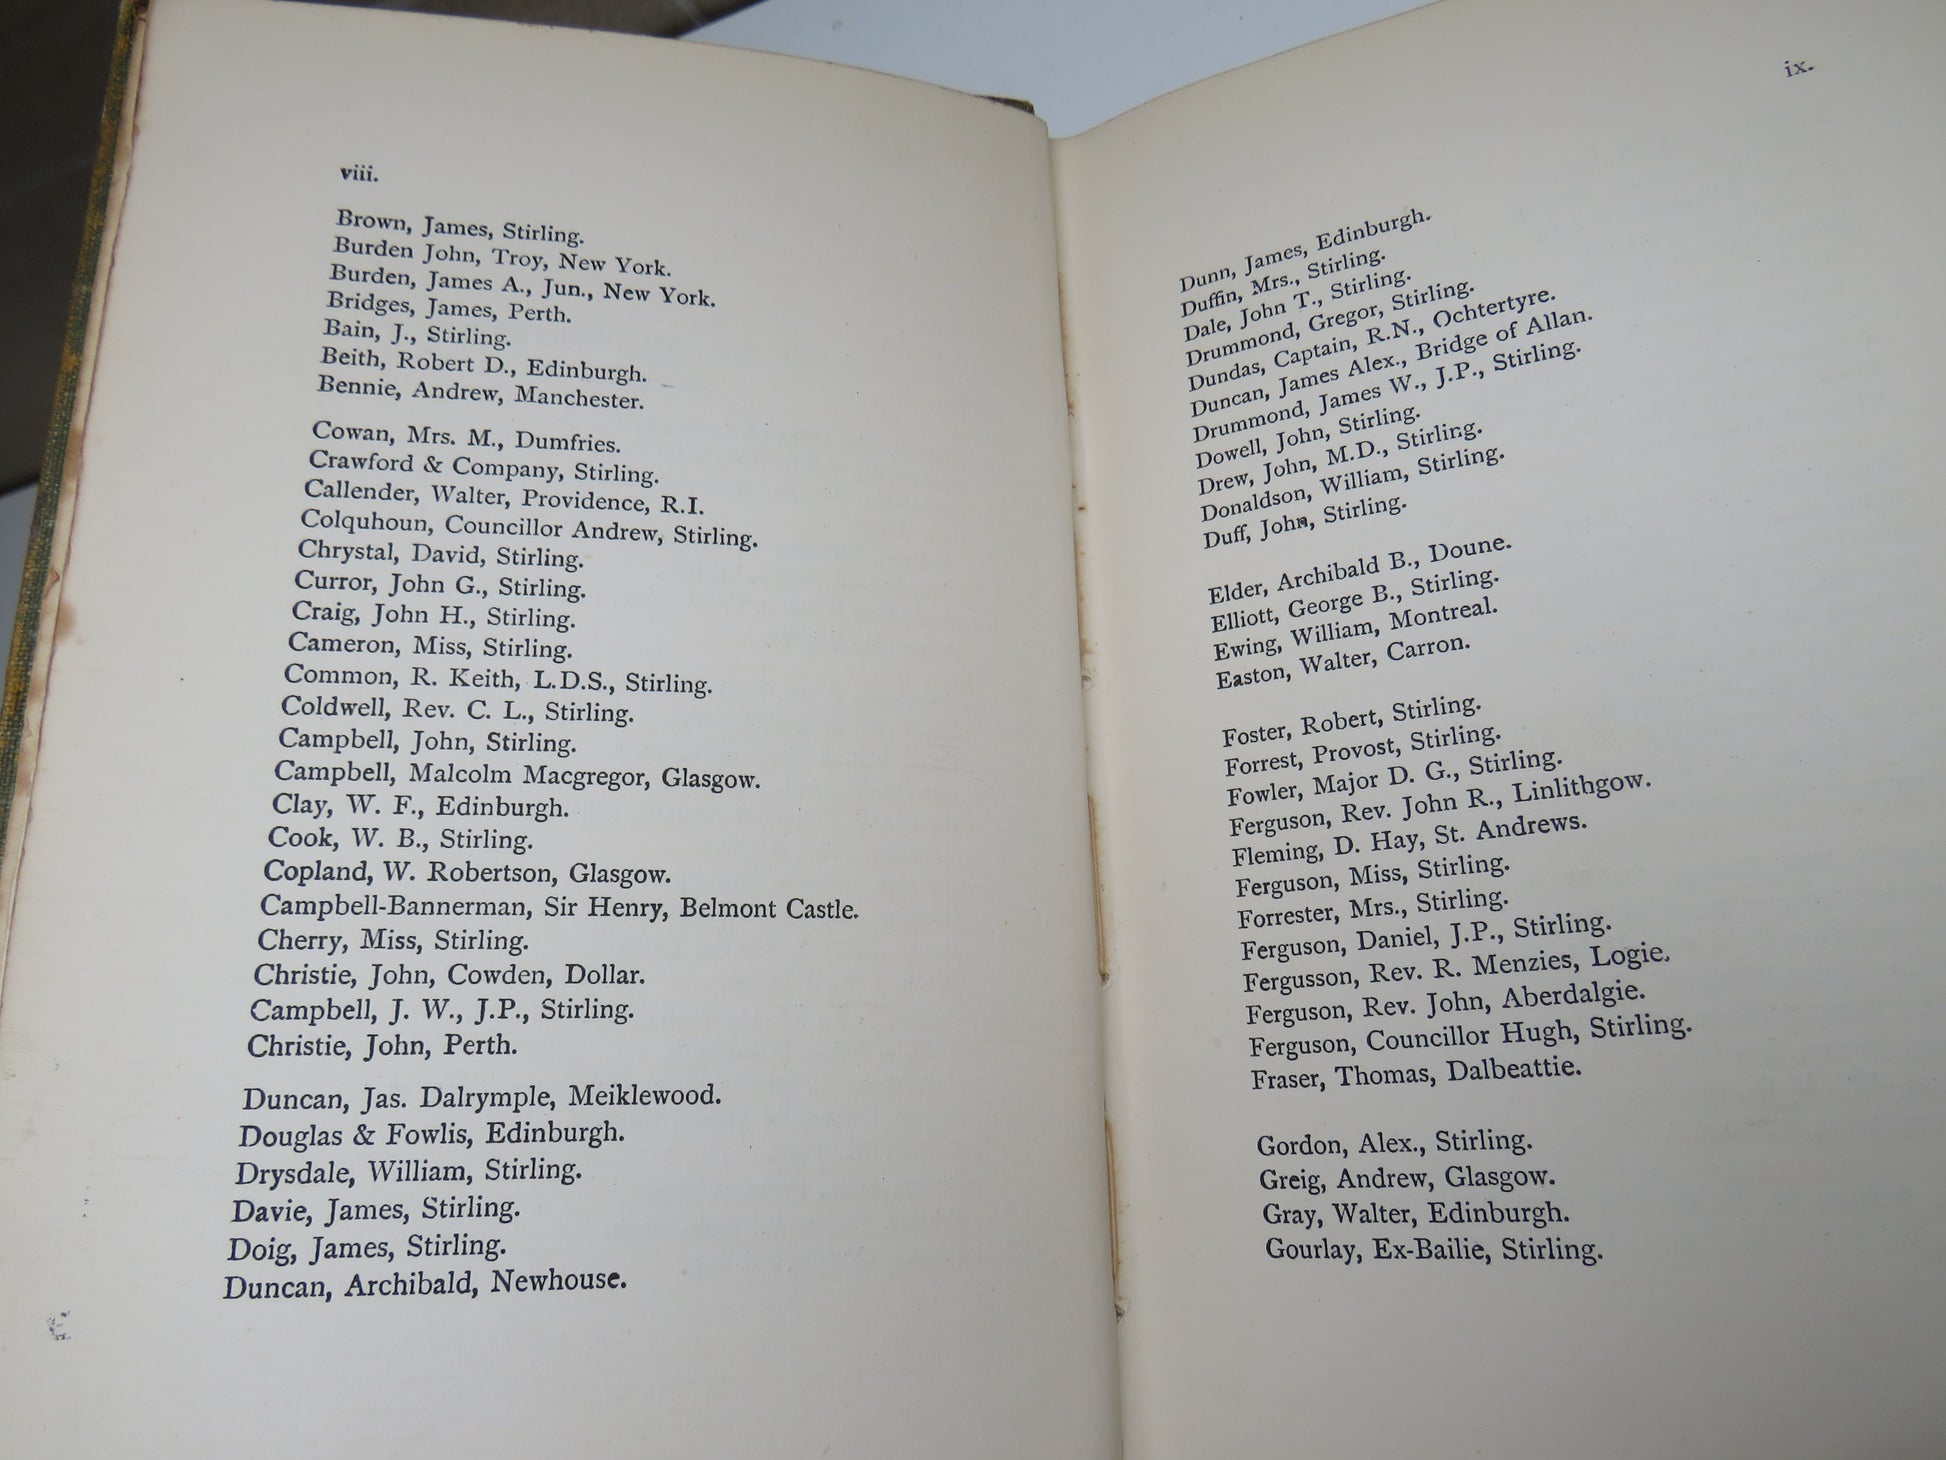 viii.
Brown, James, Stirling.
Burden John, Troy, New York.
Burden, James A., Jun., New York.
Bridges, James, Perth.
Bain, J., Stirling.
Beith, Robert D., Edinburgh.
Bennie, Andrew, Manchester.
Cowan, Mrs. M., Dumfries.
Crawford & Company, Stirling.
Callender, Walter, Providence, R.I.
Colquhoun, Councillor Andrew, Stirling.
Chrystal, David, Stirling.
Curror, John G., Stirling.
Craig, John H., Stirling.
Cameron, Miss, Stirling.
Common, R. Keith, L.D.S., Stirling.
Coldwell, Rev. C. L., Stirling.
Campbell, John, Stirling.
Campbell, Malcolm Macgregor, Glasgow.
Clay, W. F., Edinburgh.
Cook, W. B., Stirling.
Copland, W. Robertson, Glasgow.
Campbell-Bannerman, Sir Henry, Belmont Castle.
Cherry, Miss, Stirling.
Christie, John, Cowden, Dollar.
Campbell, J. W., J.P., Stirling.
Christie, John, Perth.
Duncan, Jas. Dalrymple, Meiklewood.
Douglas & Fowlis, Edinburgh.
Drysdale, William, Stirling.
Davie, James, Stirling.
Doig, James, Stirling.
Duncan, Archibald, Newhouse.
ix.
Dunn, James, Edinburgh.
Duffin, Mrs., Stirling.
Dale, John T., Stirling.
Drummond, Gregor, Stirling.
Dundas, Captain, R.N., Ochtertyre.
Duncan, James Alex., Bridge of Allan.
Drummond, James W., J.P., Stirling.
Dowell, John, Stirling.
Drew, John, M.D., Stirling.
Donaldson, William, Stirling.
Duff, John, Stirling.
Elder, Archibald B., Doune.
Elliott, George B., Stirling.
Ewing, William, Montreal.
Easton, Walter, Carron.
Foster, Robert, Stirling.
Forrest, Provost, Stirling.
Fowler, Major D. G., Stirling.
Ferguson, Rev. John R., Linlithgow.
Fleming, D. Hay, St. Andrews.
Ferguson, Miss, Stirling.
Forrester, Mrs., Stirling.
Ferguson, Daniel, J.P., Stirling.
Fergusson, Rev. R. Menzies, Logie.
Ferguson, Rev. John, Aberdalgie.
Ferguson, Councillor Hugh, Stirling.
Fraser, Thomas, Dalbeattie.
Gordon, Alex., Stirling.
Greig, Andrew, Glasgow.
Gray, Walter, Edinburgh.
Gourlay, Ex-Bailie, Stirling.